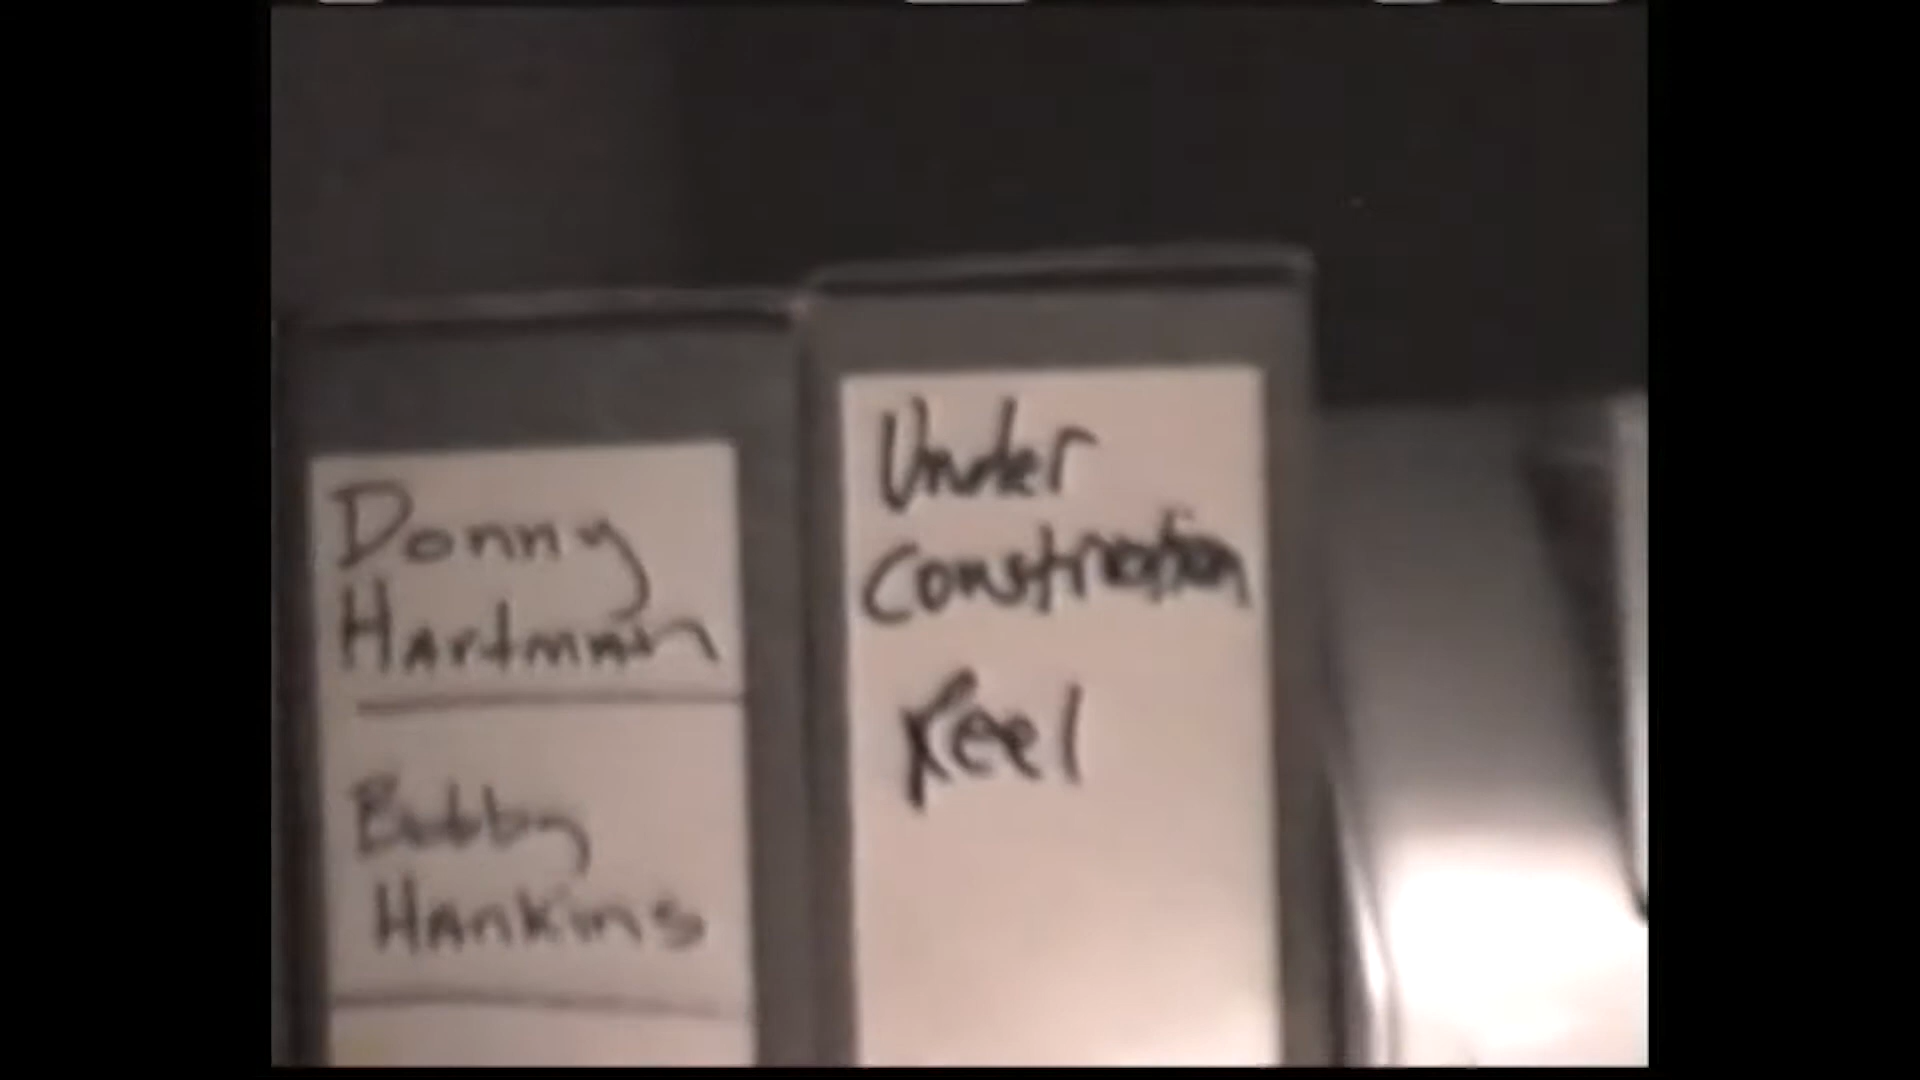 Donny
Hartman
Bobby
Hankins
Under
Construction
reel